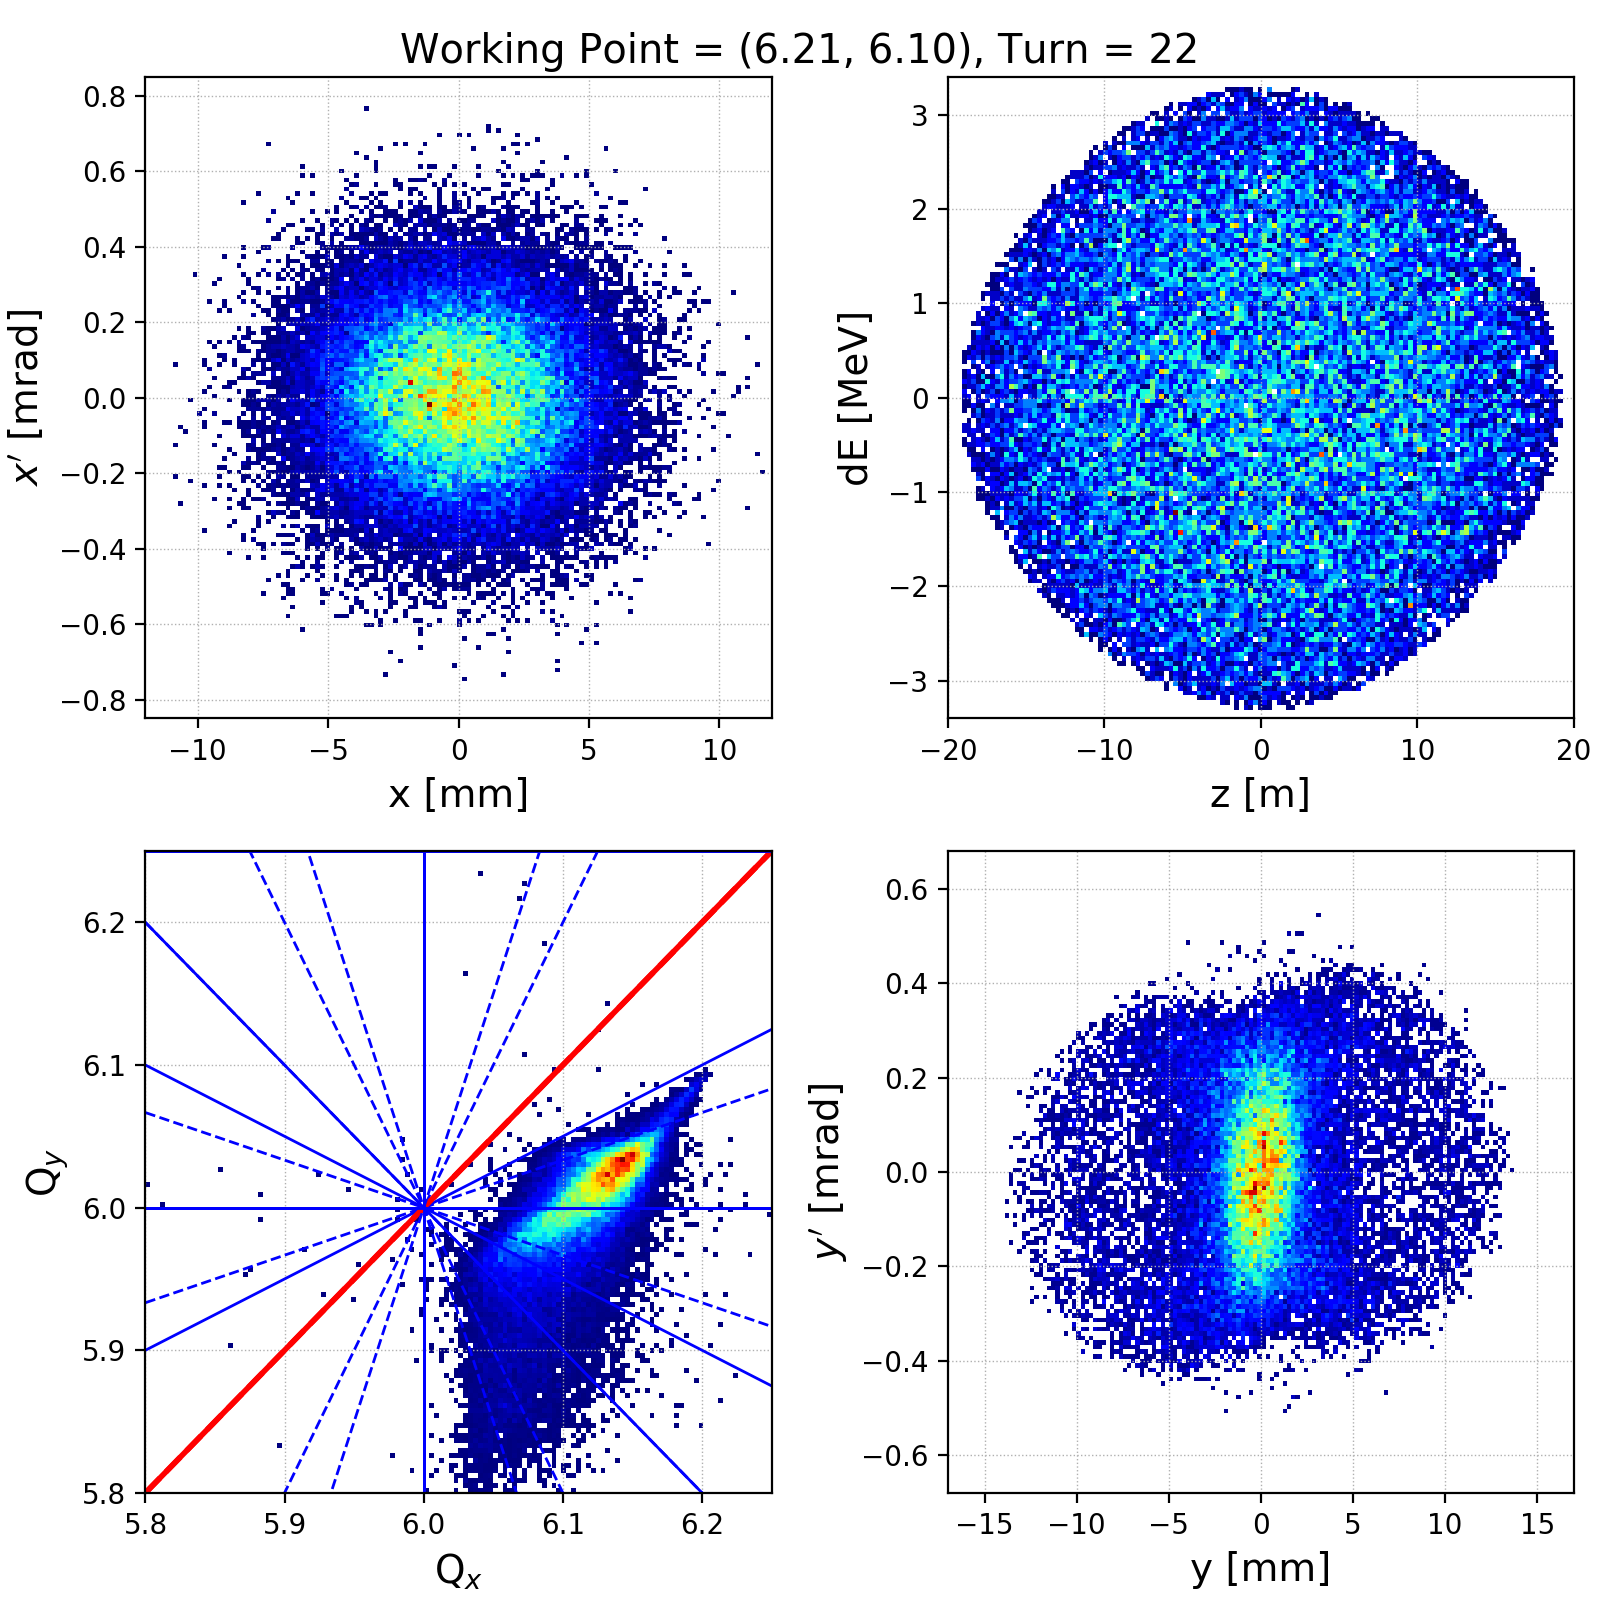 Working Point = (6.21, 6.10), Turn = 22
0.8
0.6
0.4
0.2
0.0
−0.2
−0.4
−0.6
−0.8
x′ [mrad]
−10 −5 0 5 10
x [mm]
3
2
1
0
−1
−2
−3
dE [MeV]
−20 −10 0 10 20
z [m]
6.2
6.1
6.0
5.9
5.8
Qy
5.8 5.9 6.0 6.1 6.2
Qx
0.6
0.4
0.2
0.0
−0.2
−0.4
−0.6
y′ [mrad]
−15 −10 −5 0 5 10 15
y [mm]